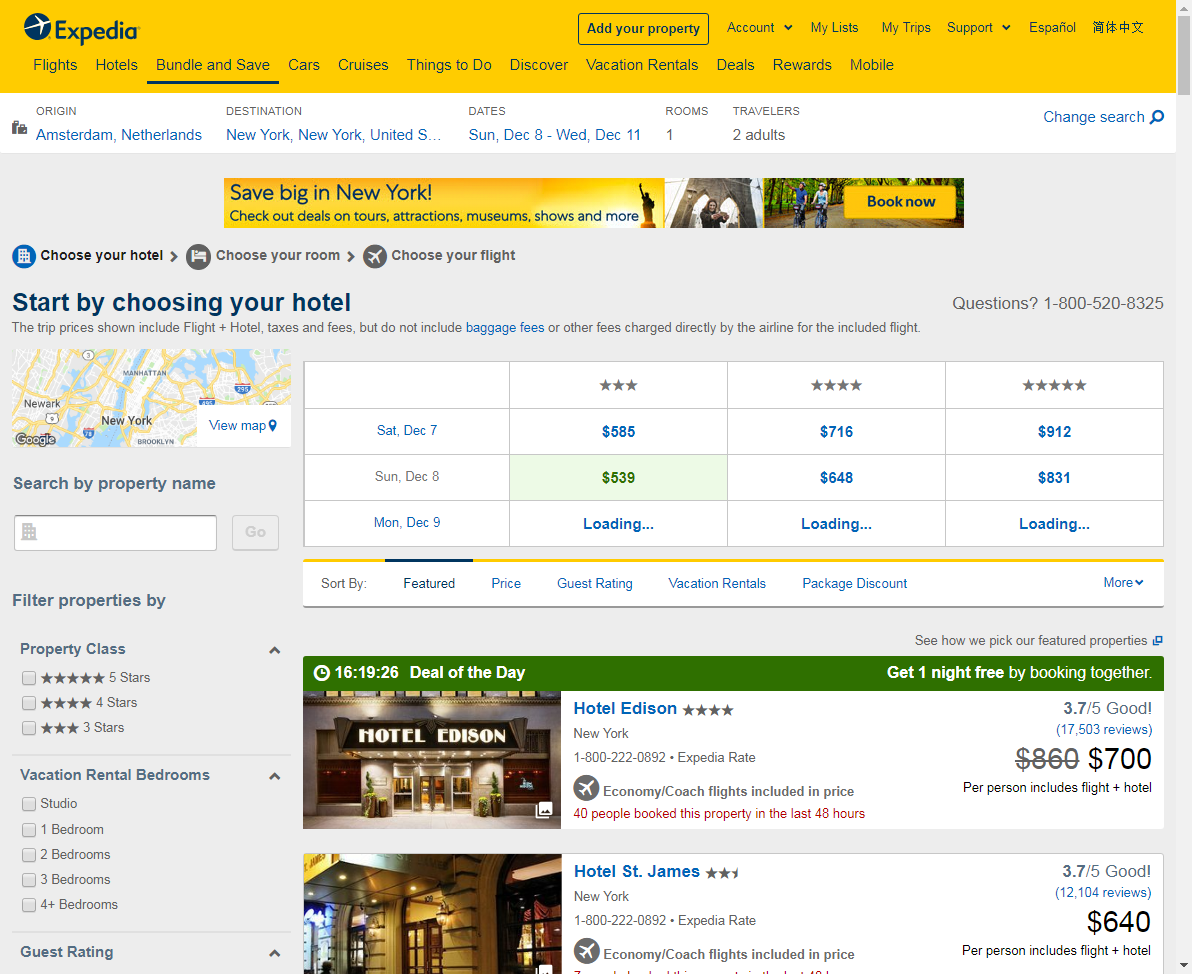 Expedia
Add your property
Account
My Lists
My Trips
Support
Español
简体中文
Flights
Hotels
Bundle and Save
Cars
Cruises
Things to Do
Discover
Vacation Rentals
Deals
Rewards
Mobile
ORIGIN
Amsterdam, Netherlands
DESTINATION
New York, New York, United S...
DATES
Sun, Dec 8 - Wed, Dec 11
ROOMS
1
TRAVELERS
2 adults
Change search
Save big in New York!
Check out deals on tours, attractions, museums, shows and more
Book now
Choose your hotel
Choose your room
Choose your flight
Start by choosing your hotel
Questions? 1-800-520-8325
The trip prices shown include Flight + Hotel, taxes and fees, but do not include baggage fees or other fees charged directly by the airline for the included flight.
MANHATTAN
Newark
New York
BROOKLYN
3
9
78
495
295
Google
View map
Search by property name
Go
Filter properties by
Property Class
★★★★★ 5 Stars
★★★★ 4 Stars
★★★ 3 Stars
Vacation Rental Bedrooms
Studio
1 Bedroom
2 Bedrooms
3 Bedrooms
4+ Bedrooms
Guest Rating
★★★ ★★★★ ★★★★★
Sat, Dec 7 $585 $716 $912
Sun, Dec 8 $539 $648 $831
Mon, Dec 9 Loading... Loading... Loading...
Sort By:
Featured
Price
Guest Rating
Vacation Rentals
Package Discount
More
See how we pick our featured properties
16:19:26 Deal of the Day
Get 1 night free by booking together.
HOTEL EDISON
Hotel Edison ★★★★
New York
1-800-222-0892 • Expedia Rate
Economy/Coach flights included in price
40 people booked this property in the last 48 hours
3.7/5 Good!
(17,503 reviews)
$860 $700
Per person includes flight + hotel
Hotel St. James
New York
1-800-222-0892 • Expedia Rate
Economy/Coach flights included in price
3.7/5 Good!
(12,104 reviews)
$640
Per person includes flight + hotel